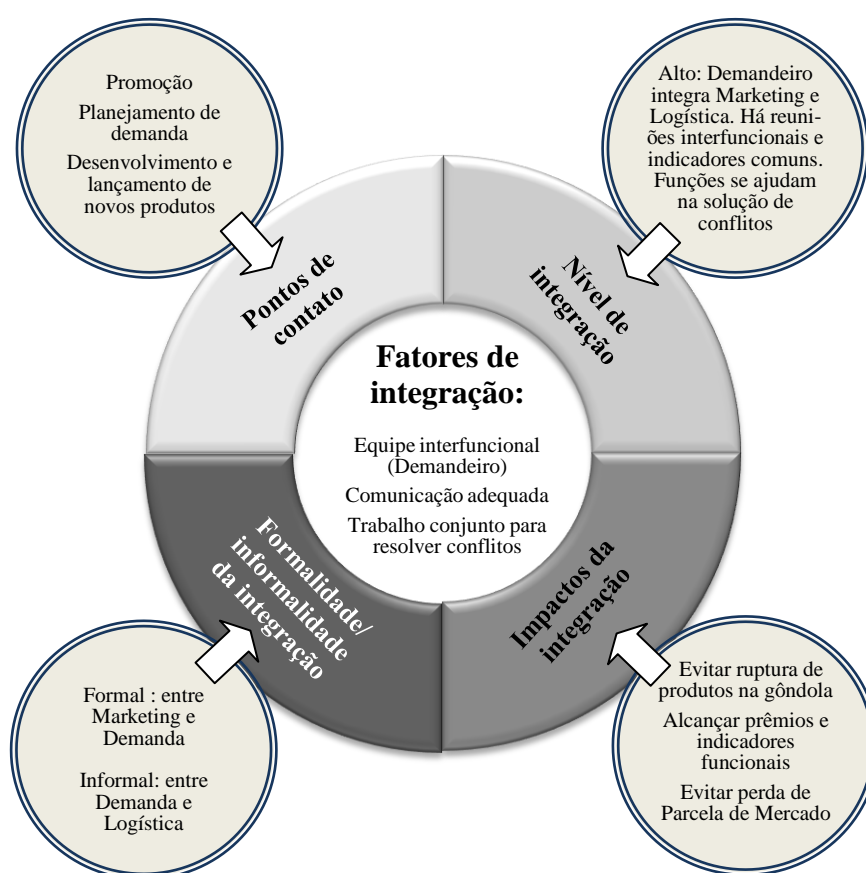 Promoção
Planejamento de
demanda
Desenvolvimento e
lançamento de
novos produtos
Alto: Demandeiro
integra Marketing e
Logística. Há reuni-
ões interfuncionais e
indicadores comuns.
Funções se ajudam
na solução de
conflitos
Pontos de
contato
Nível de
integração
Fatores de
integração:
Equipe interfuncional
(Demandeiro)
Comunicação adequada
Trabalho conjunto para
resolver conflitos
Formalidade/
informalidade
da integração
Impactos da
integração
Formal : entre
Marketing e
Demanda
Informal: entre
Demanda e
Logística
Evitar ruptura de
produtos na gôndola
Alcançar prêmios e
indicadores
funcionais
Evitar perda de
Parcela de Mercado